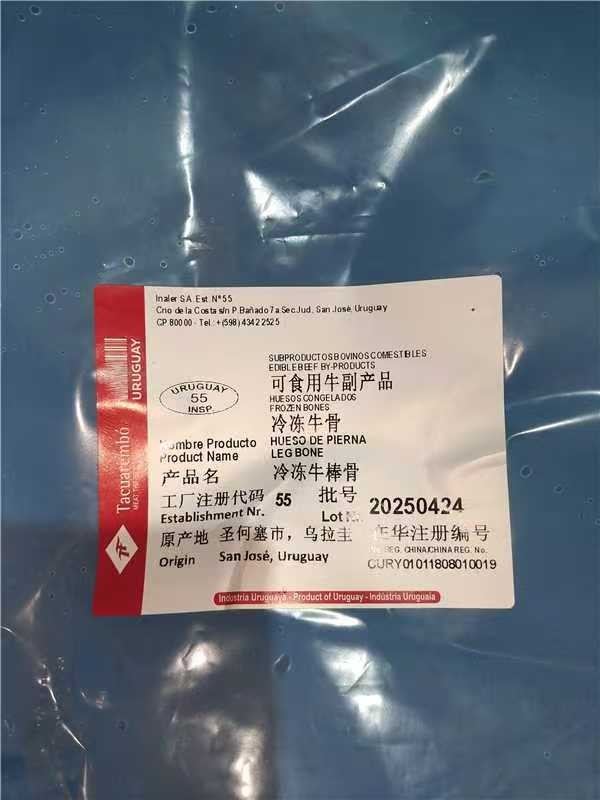 Inaler S.A. Est. Nº 55
Cno de la Costa s/n P.Bañado 7a Sec.Jud. San José, Uruguay
CP 80000 - Tel.: +(598) 4342 2525
SUBPRODUCTOS BOVINOS COMESTIBLES
EDIBLE BEEF BY-PRODUCTS
可食用牛副产品
HUESOS CONGELADOS
FROZEN BONES
冷冻牛骨
URUGUAY
55
INSP.
Nombre Producto HUESO DE PIERNA
Product Name LEG BONE
产品名 冷冻牛棒骨
工厂注册代码 55 批号
Establishment Nr. Lot Nr. 20250424
原产地 圣何塞市，乌拉圭 在华注册编号
REG. CHINA/CHINA REG. No.
Origin San José, Uruguay CURY01011808010019
Industria Uruguaya - Product of Uruguay - Indústria Uruguaia
URUGUAY
Tacuarembó